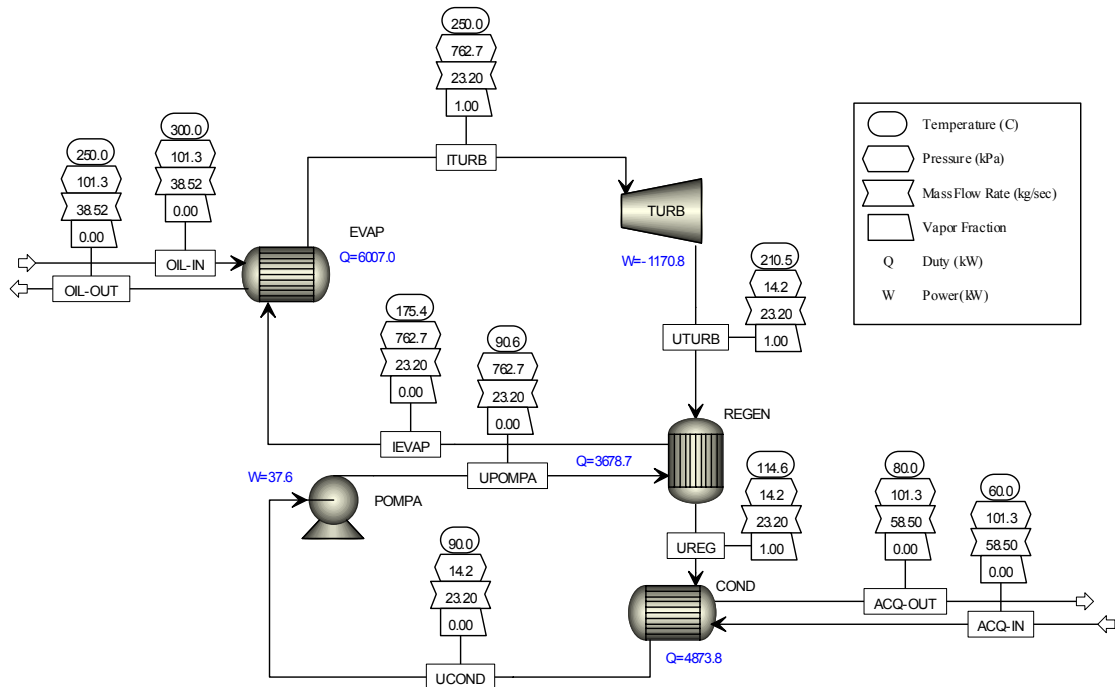 250.0
762.7
23.20
1.00
ITURB
300.0
101.3
38.52
0.00
OIL-IN
250.0
101.3
38.52
0.00
OIL-OUT
EVAP
Q=6007.0
TURB
W=-1170.8
210.5
14.2
23.20
1.00
UTURB
175.4
762.7
23.20
0.00
IEVAP
90.6
762.7
23.20
0.00
UPOMPA
REGEN
Q=3678.7
W=37.6
POMPA
114.6
14.2
23.20
1.00
UREG
80.0
101.3
58.50
0.00
ACQ-OUT
60.0
101.3
58.50
0.00
ACQ-IN
COND
Q=4873.8
90.0
14.2
23.20
0.00
UCOND
Temperature (C)
Pressure (kPa)
Mass Flow Rate (kg/sec)
Vapor Fraction
Q Duty (kW)
W Power(kW)